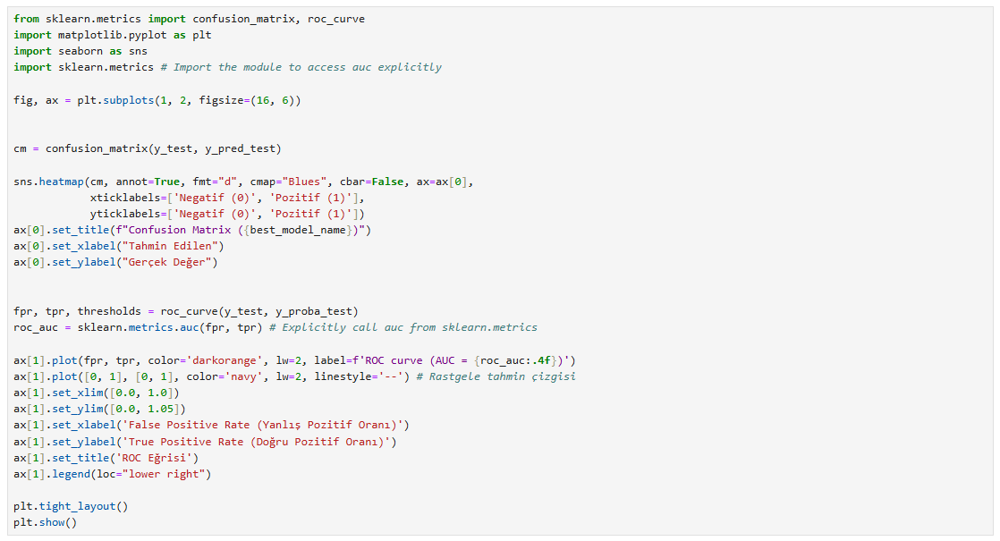 from sklearn.metrics import confusion_matrix, roc_curve
import matplotlib.pyplot as plt
import seaborn as sns
import sklearn.metrics # Import the module to access auc explicitly

fig, ax = plt.subplots(1, 2, figsize=(16, 6))


cm = confusion_matrix(y_test, y_pred_test)

sns.heatmap(cm, annot=True, fmt="d", cmap="Blues", cbar=False, ax=ax[0],
            xticklabels=['Negatif (0)', 'Pozitif (1)'],
            yticklabels=['Negatif (0)', 'Pozitif (1)'])
ax[0].set_title(f"Confusion Matrix ({best_model_name})")
ax[0].set_xlabel("Tahmin Edilen")
ax[0].set_ylabel("Gerçek Değer")


fpr, tpr, thresholds = roc_curve(y_test, y_proba_test)
roc_auc = sklearn.metrics.auc(fpr, tpr) # Explicitly call auc from sklearn.metrics

ax[1].plot(fpr, tpr, color='darkorange', lw=2, label=f'ROC curve (AUC = {roc_auc:.4f})')
ax[1].plot([0, 1], [0, 1], color='navy', lw=2, linestyle='--') # Rastgele tahmin çizgisi
ax[1].set_xlim([0.0, 1.0])
ax[1].set_ylim([0.0, 1.05])
ax[1].set_xlabel('False Positive Rate (Yanlış Pozitif Oranı)')
ax[1].set_ylabel('True Positive Rate (Doğru Pozitif Oranı)')
ax[1].set_title('ROC Eğrisi')
ax[1].legend(loc="lower right")

plt.tight_layout()
plt.show()